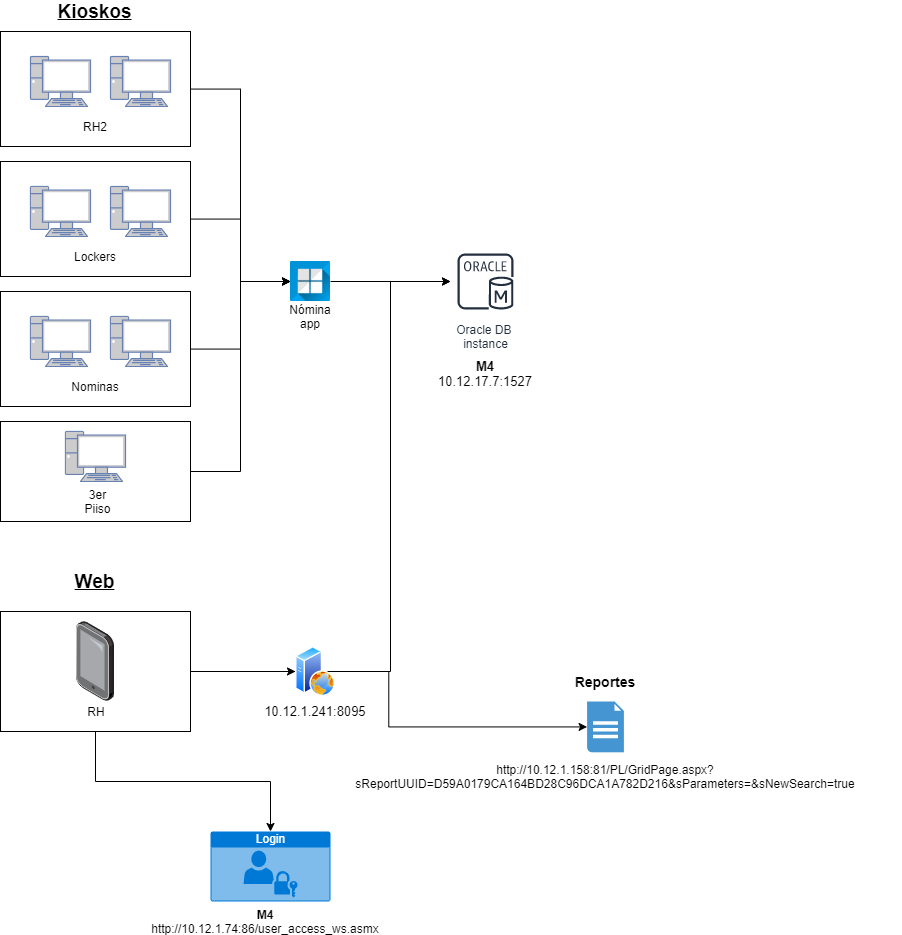 Kioskos
RH2
Lockers
Nominas
3er
Piiso
Nómina
app
ORACLE
M
Oracle DB
instance
M4
10.12.17.7:1527
Web
RH
10.12.1.241:8095
Reportes
http://10.12.1.158:81/PL/GridPage.aspx?
sReportUUID=D59A0179CA164BD28C96DCA1A782D216&sParameters=&sNewSearch=true
Login
M4
http://10.12.1.74:86/user_access_ws.asmx